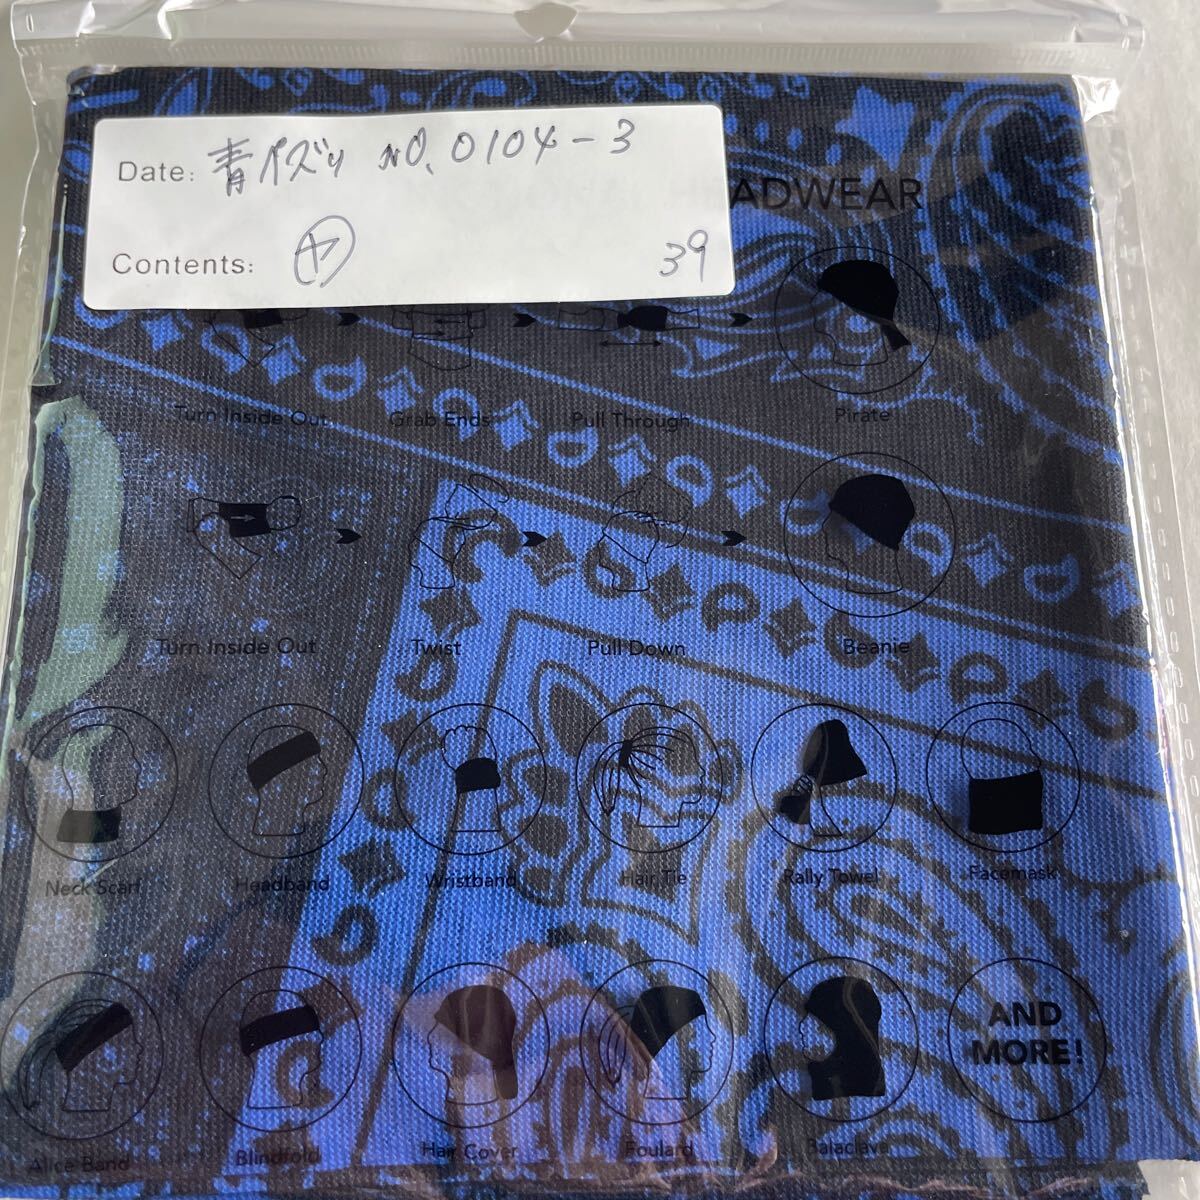 Date: 青ペズリ NO. 0104-3
Contents: ㋳ 39
ADWEAR
Turn Inside Out Grab Ends Pull Through Pirate
Turn Inside Out Twist Pull Down Beanie
Neck Scarf Headband Wristband Hair Tie Rally Towel Facemask
AND
MORE!
Alice Band Blindfold Hair Cover Foulard Balaclava